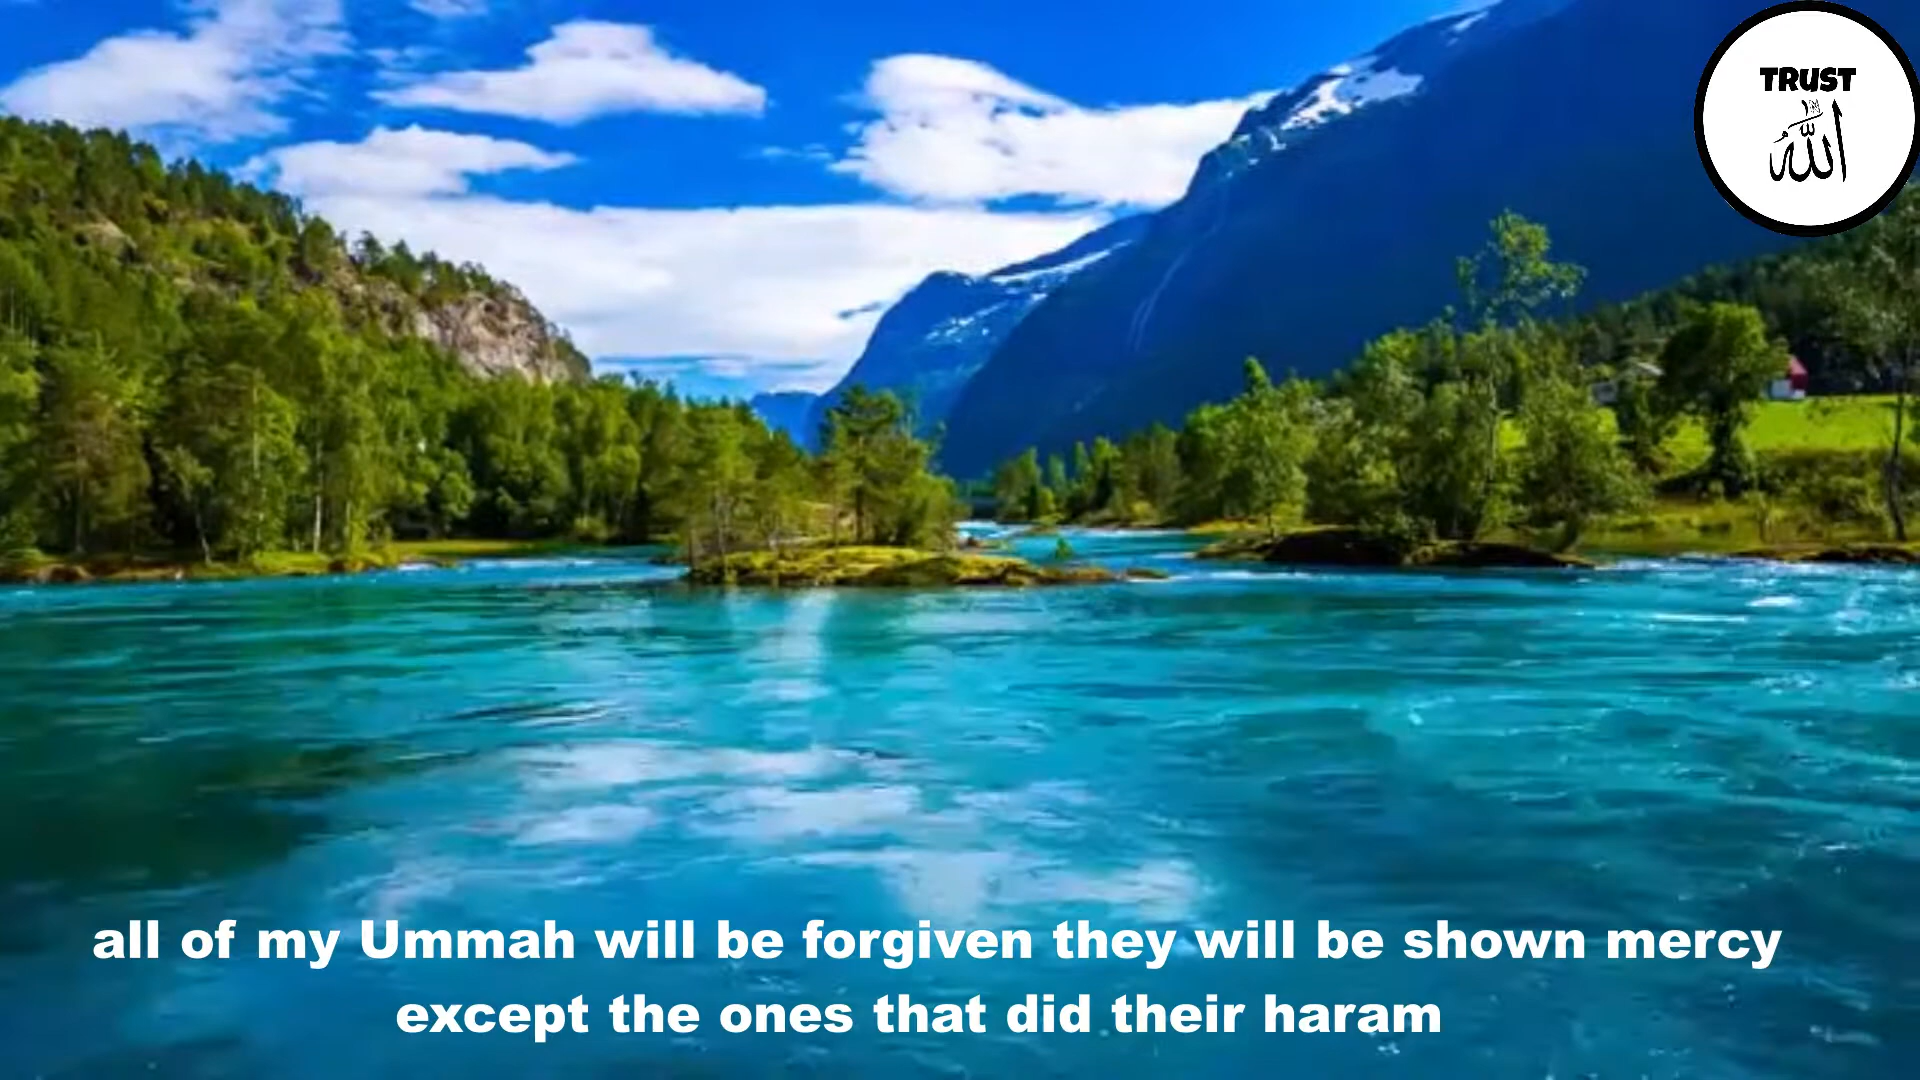 TRUST
الله
all of my Ummah will be forgiven they will be shown mercy
except the ones that did their haram